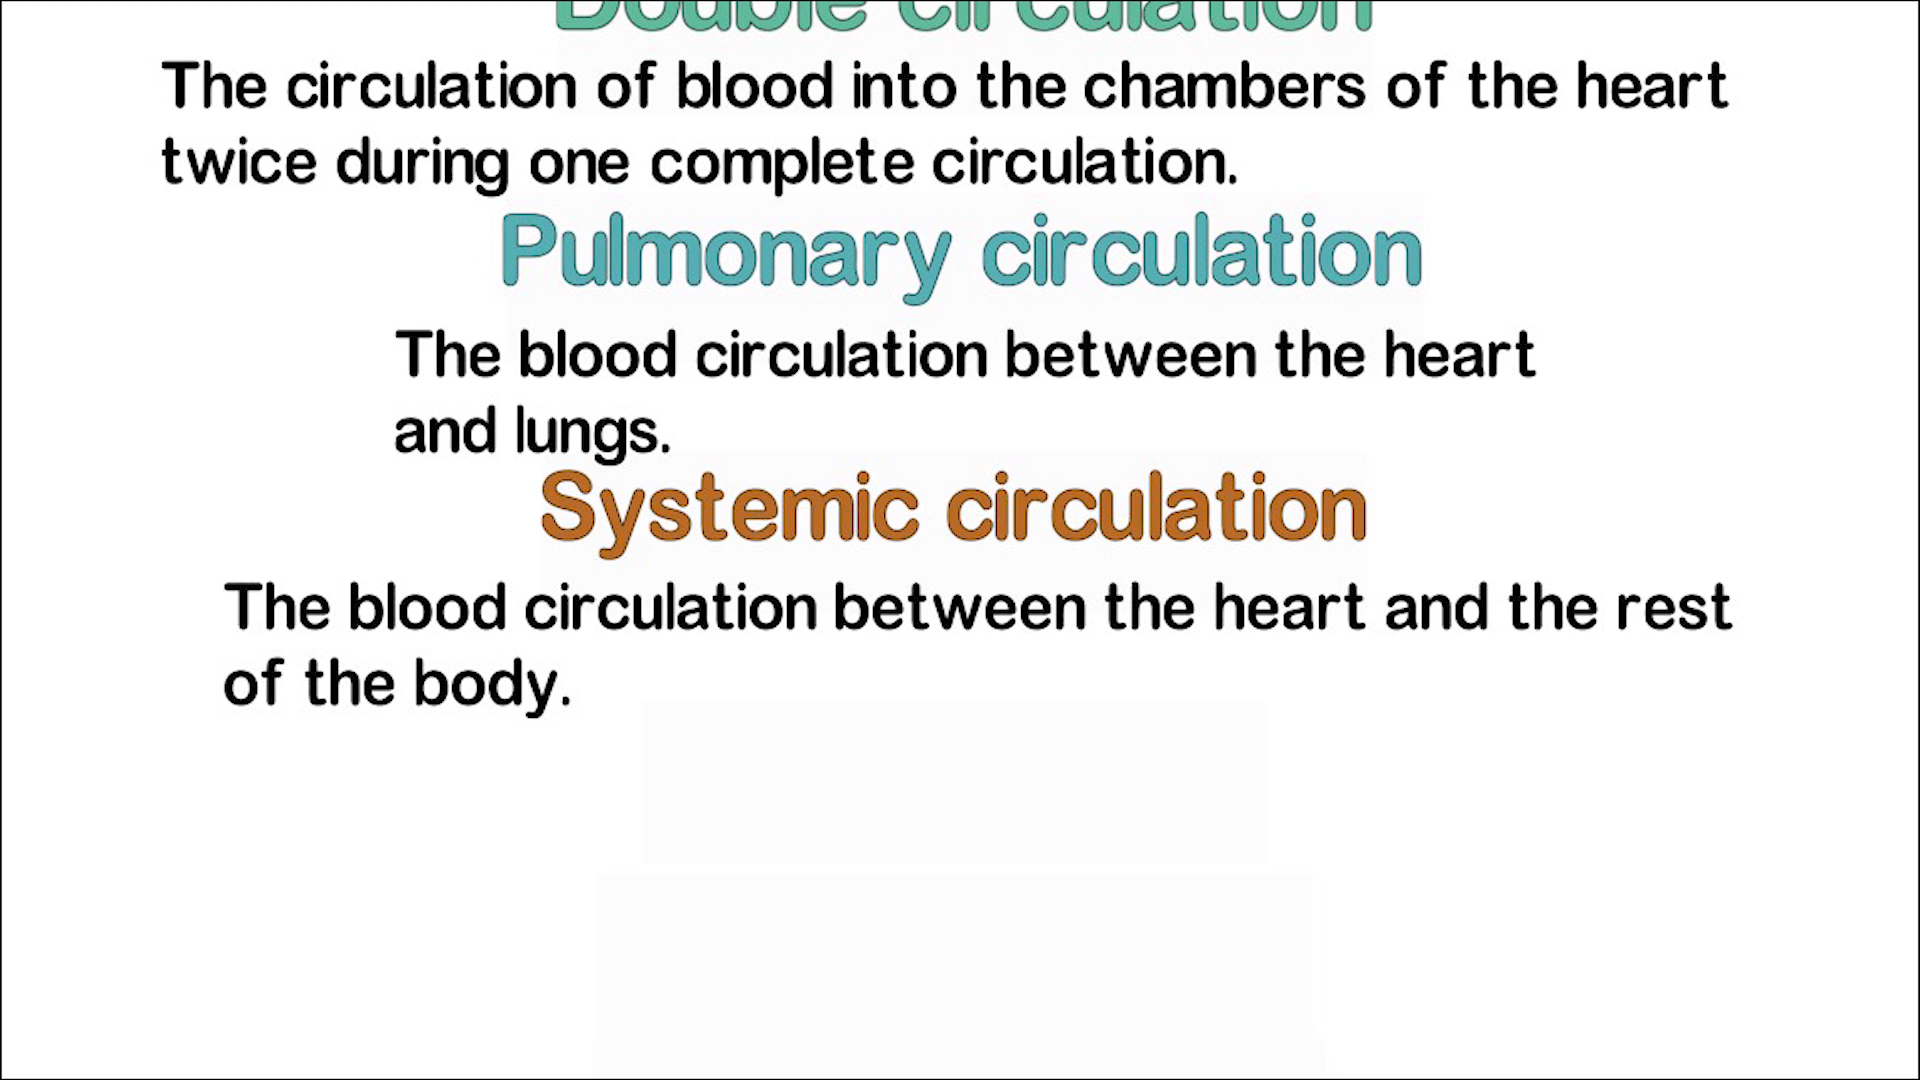 Double circulation
The circulation of blood into the chambers of the heart
twice during one complete circulation.
Pulmonary circulation
The blood circulation between the heart
and lungs.
Systemic circulation
The blood circulation between the heart and the rest
of the body.